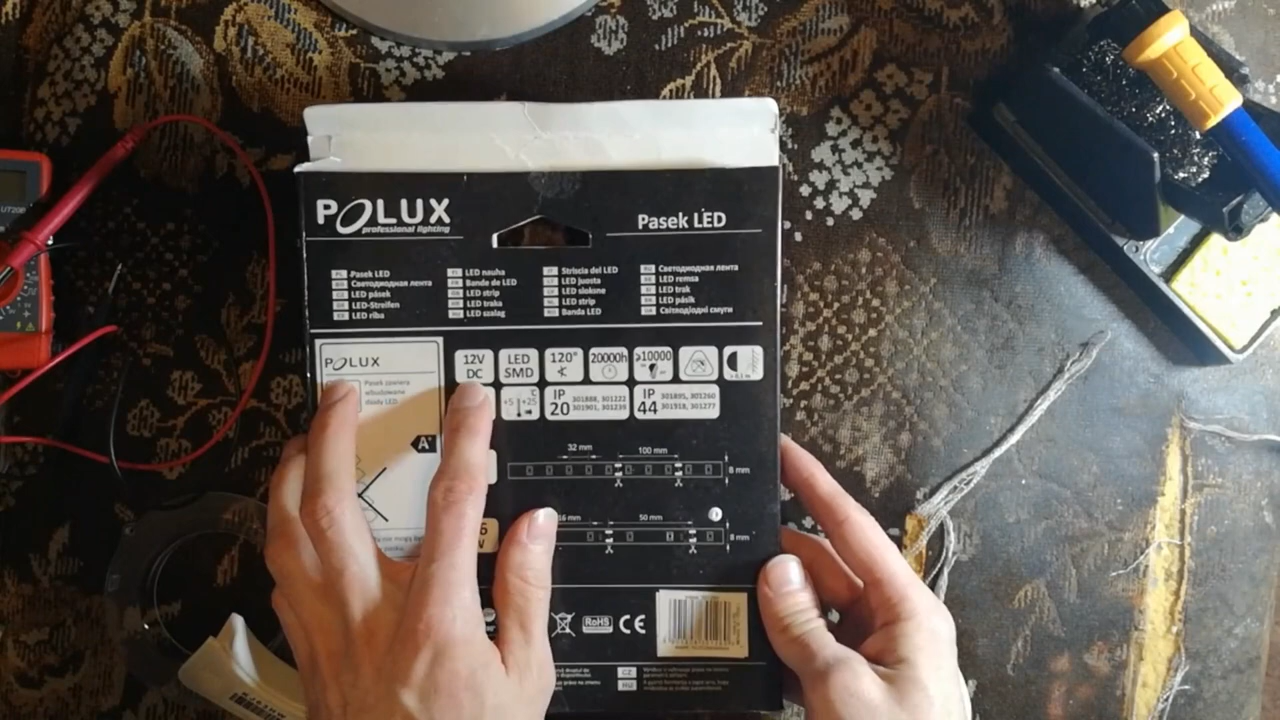 POLUX
professional lighting
Pasek LED
Pasek LED
Светодиодная лента
LED pásek
LED-Streifen
LED riba
LED nauha
Bande de LED
LED strip
LED traka
LED szalag
Striscia del LED
LED juosta
LED sloksne
LED strip
Banda LED
Светодиодная лента
LED remsa
LED trak
LED pásik
Світлодіодні смуги
POLUX
Pasek zawiera
wbudowane
diody LED.
A+
12V
DC
LED
SMD
120°
20000h
≥10000
+5 +25 °C
IP
20
301888, 301222
301901, 301239
IP
44
301895, 301260
301918, 301277
32 mm
100 mm
8 mm
16 mm
50 mm
8 mm
RoHS
CE
CZ
HU